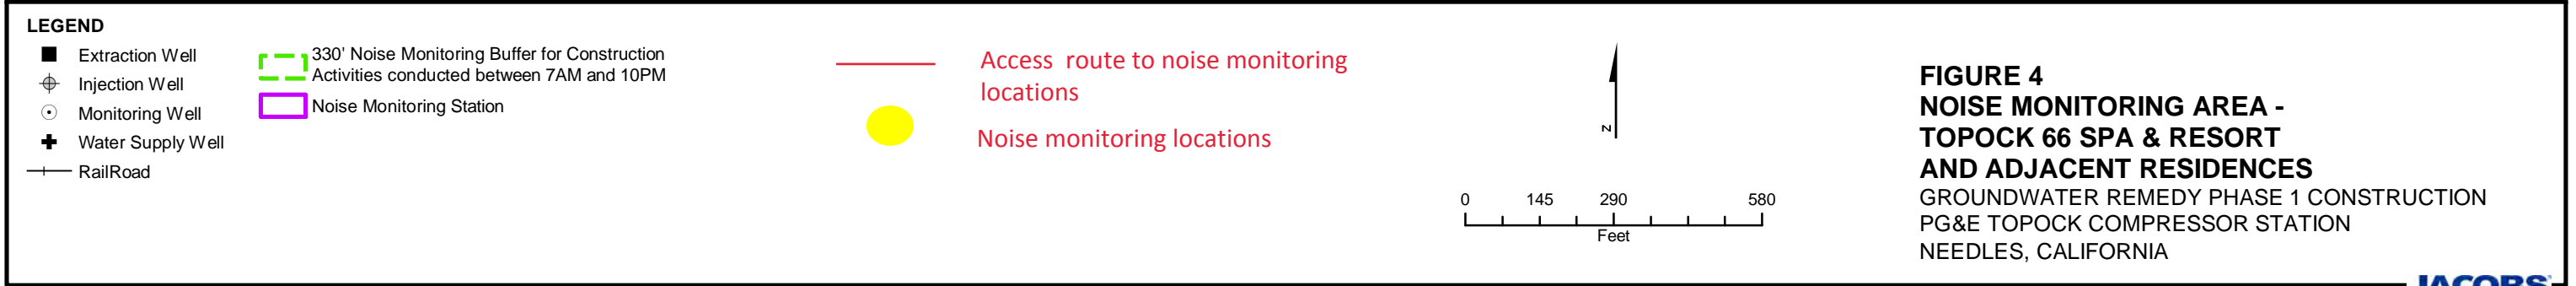 LEGEND
Extraction Well
Injection Well
Monitoring Well
Water Supply Well
RailRoad
330' Noise Monitoring Buffer for Construction
Activities conducted between 7AM and 10PM
Noise Monitoring Station
Access route to noise monitoring
locations
Noise monitoring locations
N
0 145 290 580
Feet
FIGURE 4
NOISE MONITORING AREA -
TOPOCK 66 SPA & RESORT
AND ADJACENT RESIDENCES
GROUNDWATER REMEDY PHASE 1 CONSTRUCTION
PG&E TOPOCK COMPRESSOR STATION
NEEDLES, CALIFORNIA
JACOBS